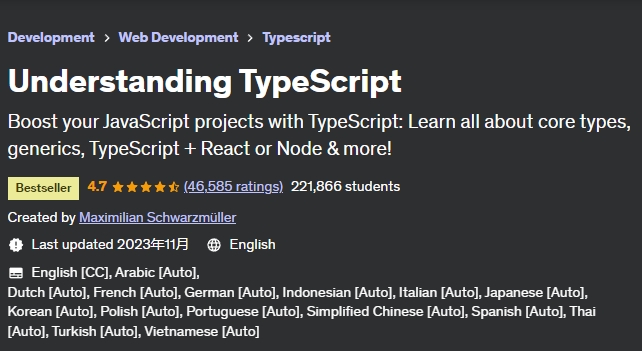 Development > Web Development > Typescript
Understanding TypeScript
Boost your JavaScript projects with TypeScript: Learn all about core types,
generics, TypeScript + React or Node & more!
Bestseller 4.7 (46,585 ratings) 221,866 students
Created by Maximilian Schwarzmüller
Last updated 2023年11月 English
English [CC], Arabic [Auto],
Dutch [Auto], French [Auto], German [Auto], Indonesian [Auto], Italian [Auto], Japanese [Auto],
Korean [Auto], Polish [Auto], Portuguese [Auto], Simplified Chinese [Auto], Spanish [Auto], Thai
[Auto], Turkish [Auto], Vietnamese [Auto]